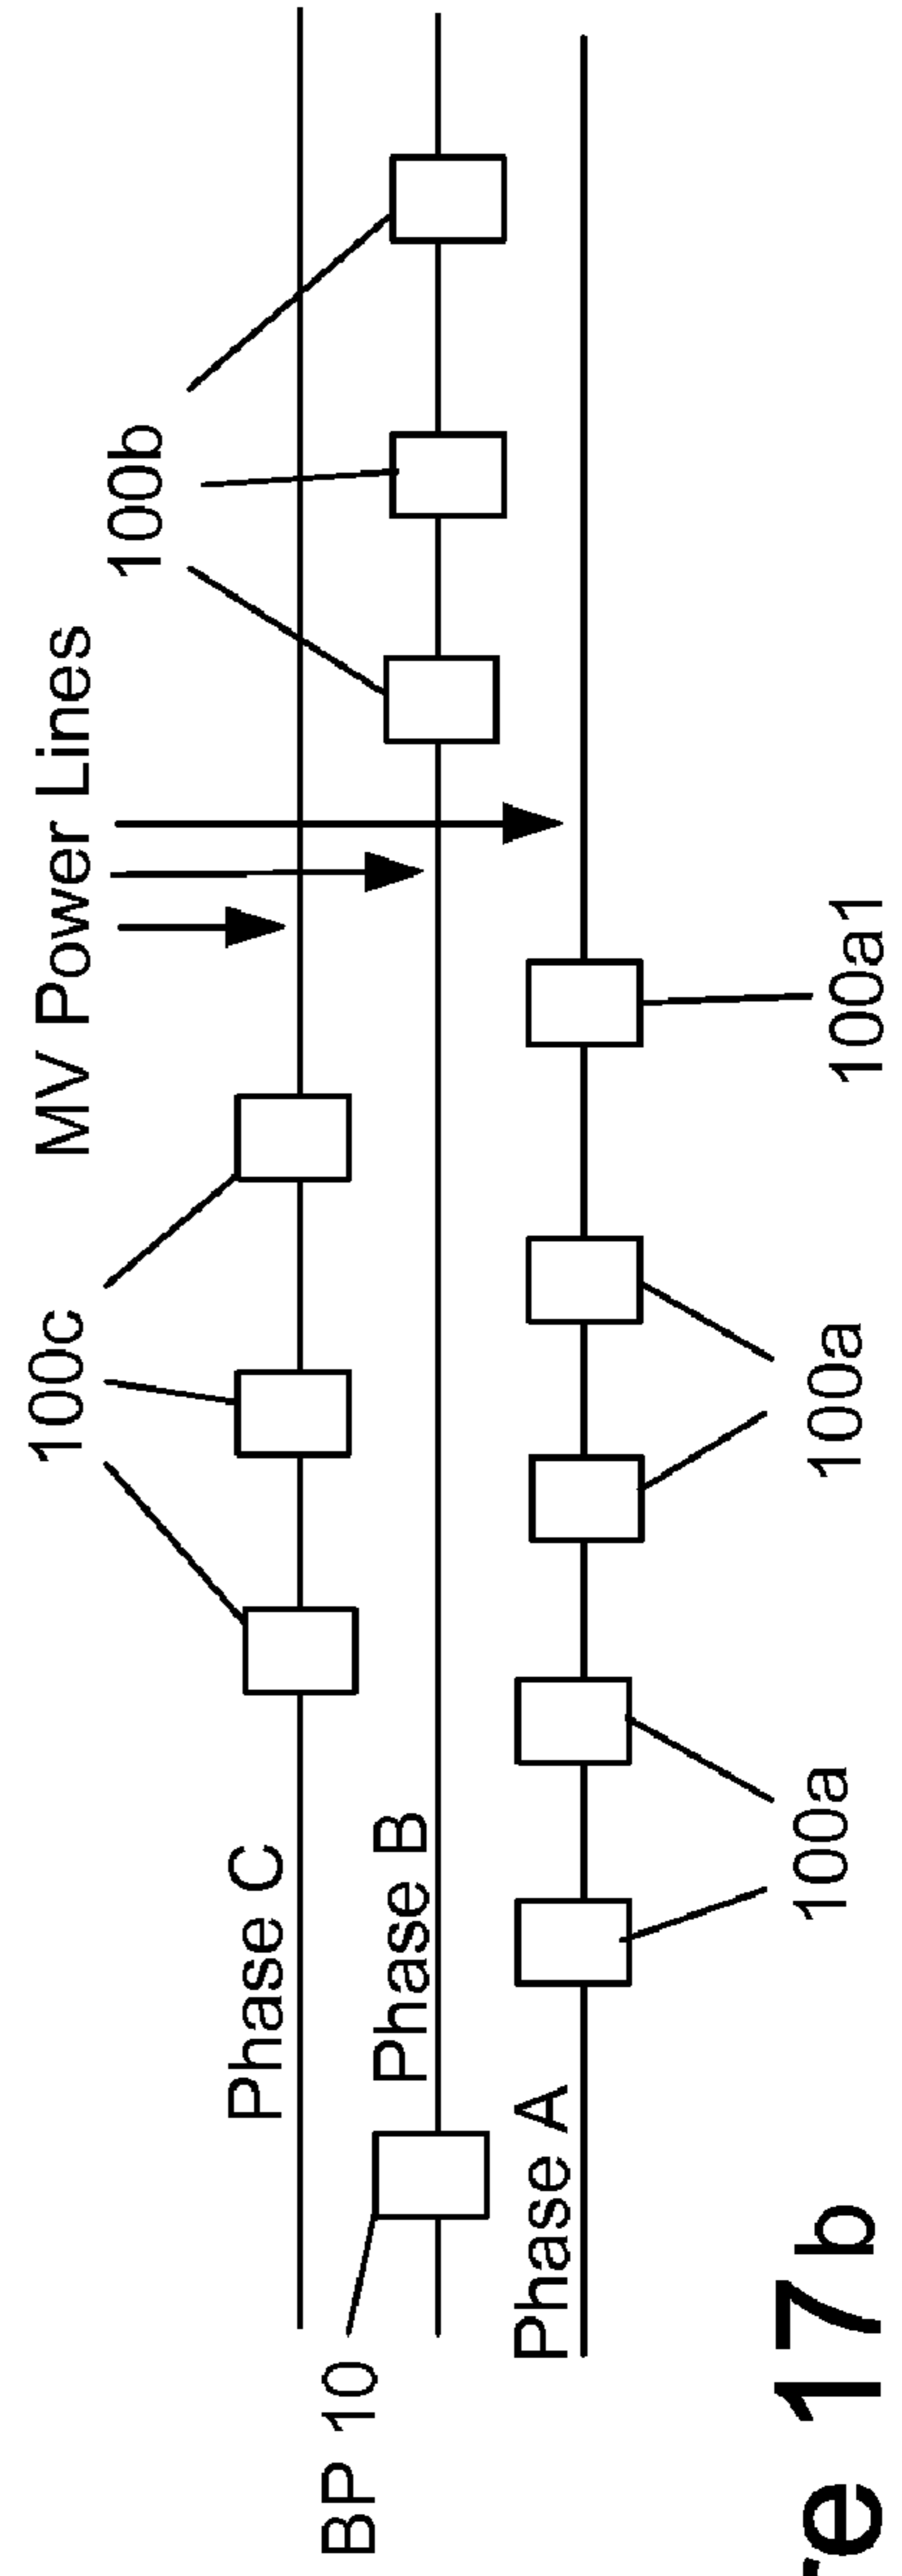 MV Power Lines
100c
100b
Phase C
Phase B
BP 10
Phase A
100a
100a
100a1
re 17b